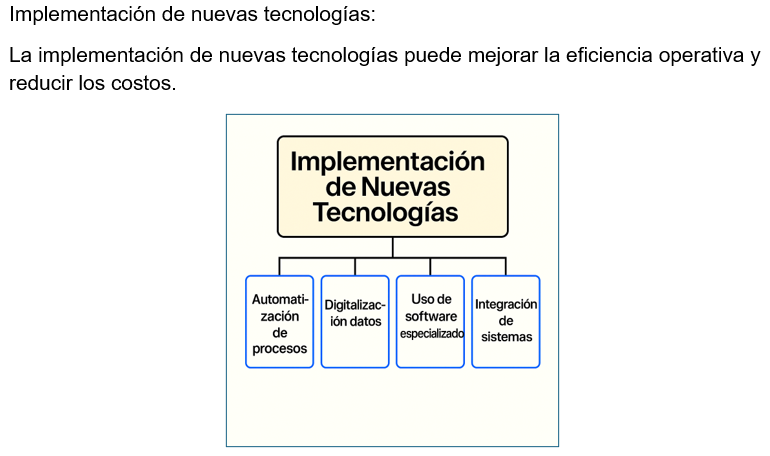 Implementación de nuevas tecnologías:
La implementación de nuevas tecnologías puede mejorar la eficiencia operativa y
reducir los costos.
Implementación
de Nuevas
Tecnologías
Automati-
zación
de
procesos
Digitalizac-
ión datos
Uso de
software
especializado
Integración
de
sistemas